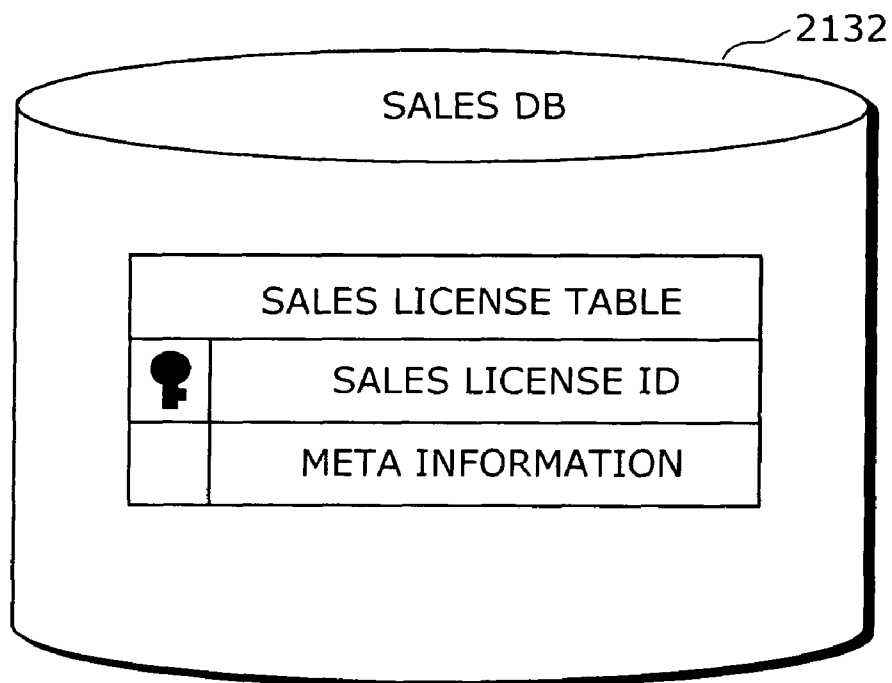 2132
SALES DB
SALES LICENSE TABLE
SALES LICENSE ID
META INFORMATION